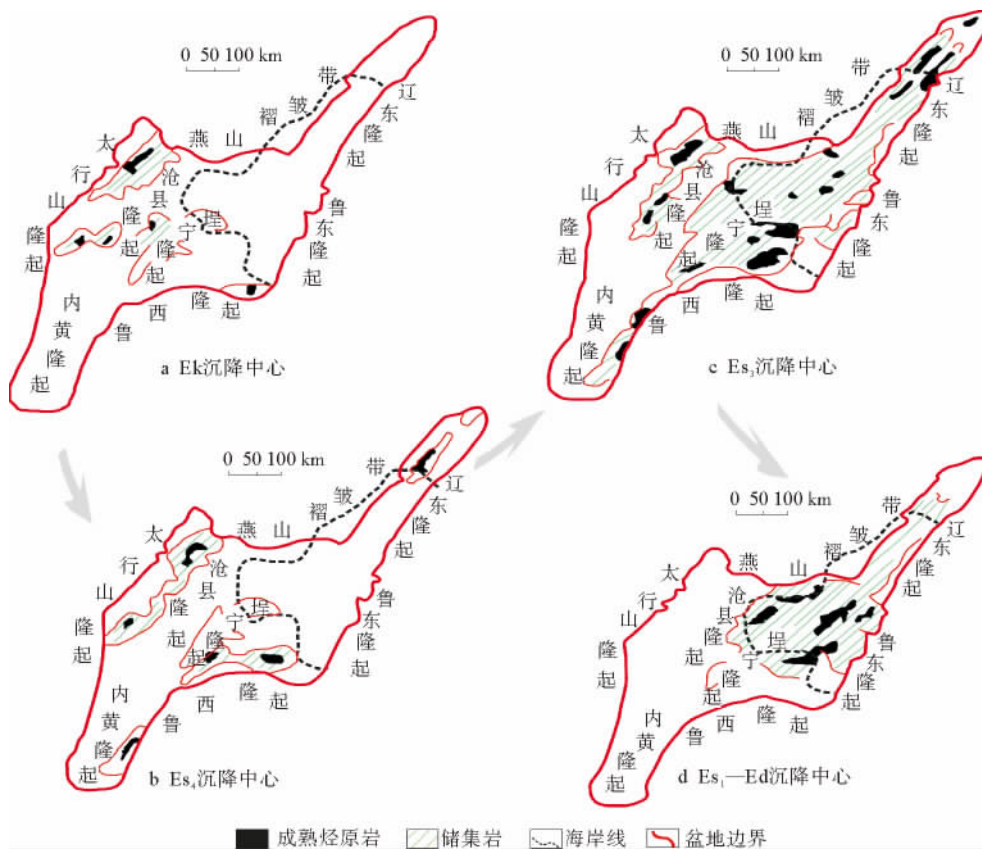 0 50 100 km
太行山隆起
燕山褶皱带
辽东隆起
沧县隆起
埕宁隆起
鲁东隆起
内黄隆起
鲁西隆起
a Ek沉降中心
0 50 100 km
太行山隆起
燕山褶皱带
辽东隆起
沧县隆起
埕宁隆起
鲁东隆起
内黄隆起
鲁西隆起
c Es₃沉降中心
0 50 100 km
太行山隆起
燕山褶皱带
辽东隆起
沧县隆起
埕宁隆起
鲁东隆起
内黄隆起
鲁西隆起
b Es₄沉降中心
0 50 100 km
太行山隆起
燕山褶皱带
辽东隆起
沧县隆起
埕宁隆起
鲁东隆起
内黄隆起
鲁西隆起
d Es₁—Ed沉降中心
成熟烃原岩 储集岩 海岸线 盆地边界